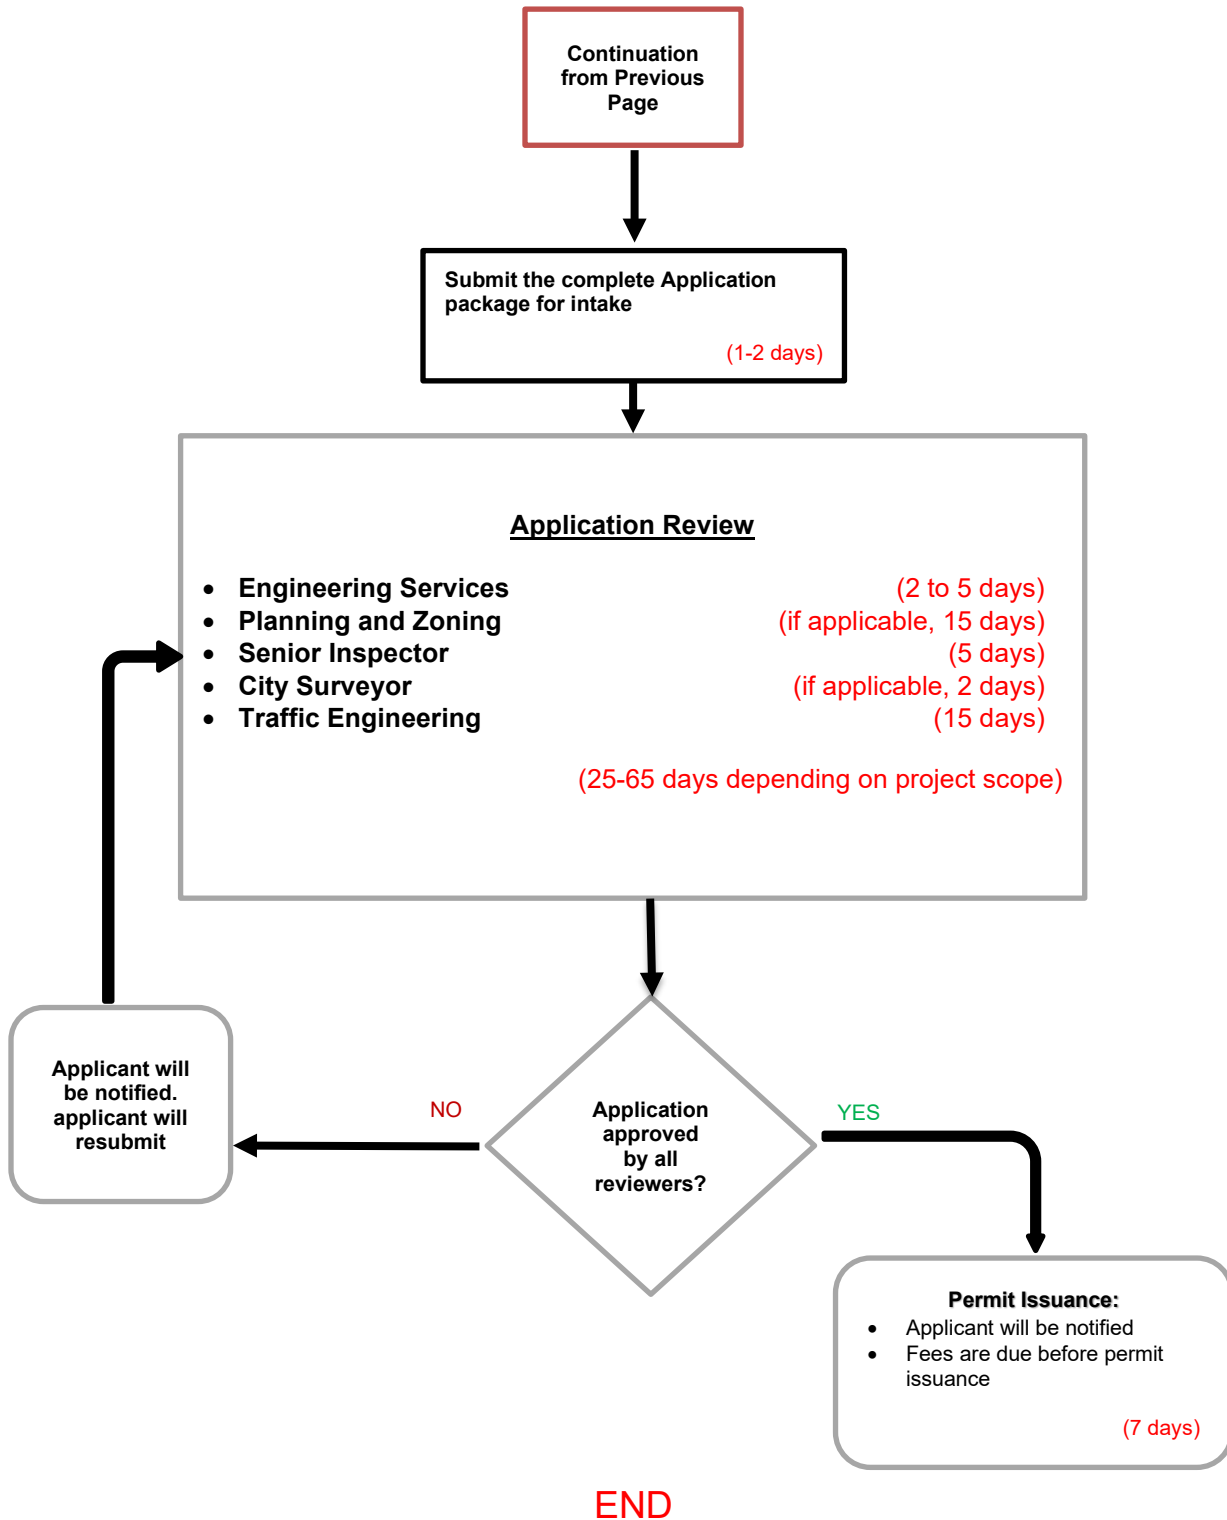 Continuation
from Previous
Page
Submit the complete Application
package for intake
(1-2 days)
Application Review
• Engineering Services (2 to 5 days)
• Planning and Zoning (if applicable, 15 days)
• Senior Inspector (5 days)
• City Surveyor (if applicable, 2 days)
• Traffic Engineering (15 days)
(25-65 days depending on project scope)
Applicant will
be notified.
applicant will
resubmit
NO
Application
approved
by all
reviewers?
YES
Permit Issuance:
• Applicant will be notified
• Fees are due before permit
issuance
(7 days)
END